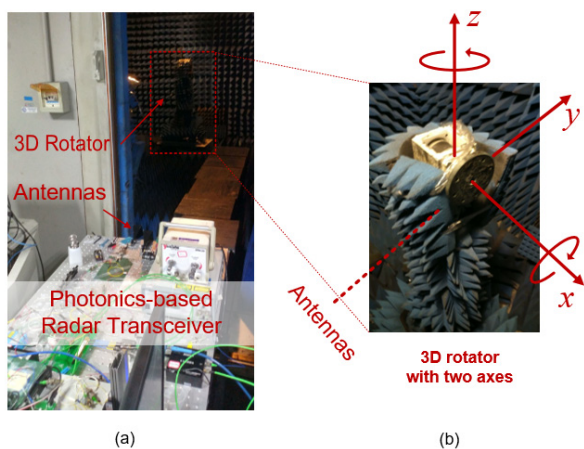 3D Rotator
Antennas
Photonics-based
Radar Transceiver
(a)
z
y
x
Antennas
3D rotator
with two axes
(b)